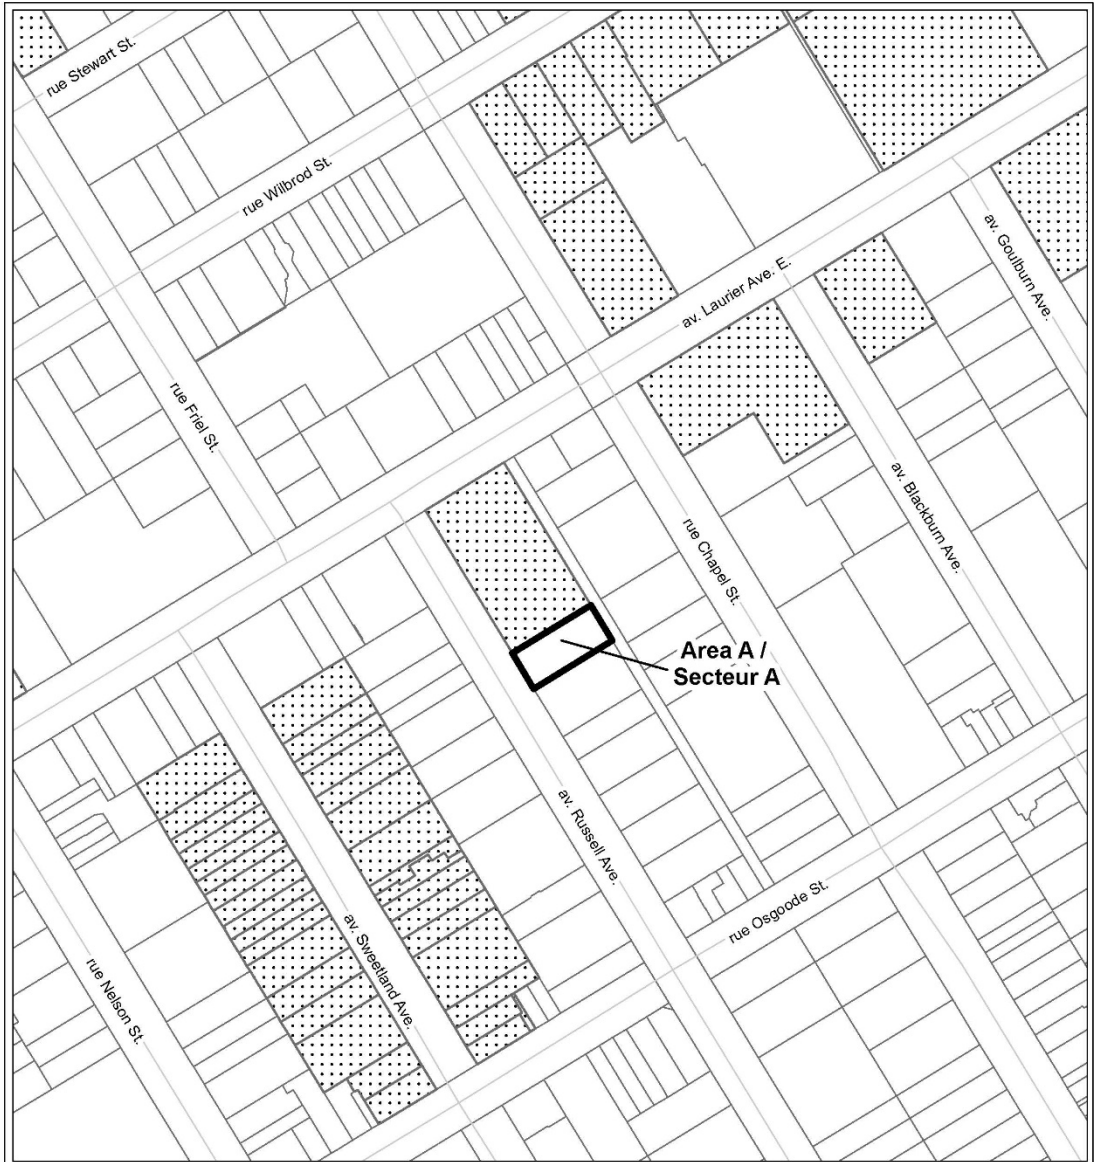 rue Stewart St.
rue Wilbrod St.
av. Goulburn Ave.
av. Laurier Ave. E.
rue Friel St.
av. Blackburn Ave.
rue Chapel St.
Area A /
Secteur A
av. Russell Ave.
rue Osgoode St.
av. Sweetland Ave.
rue Nelson St.